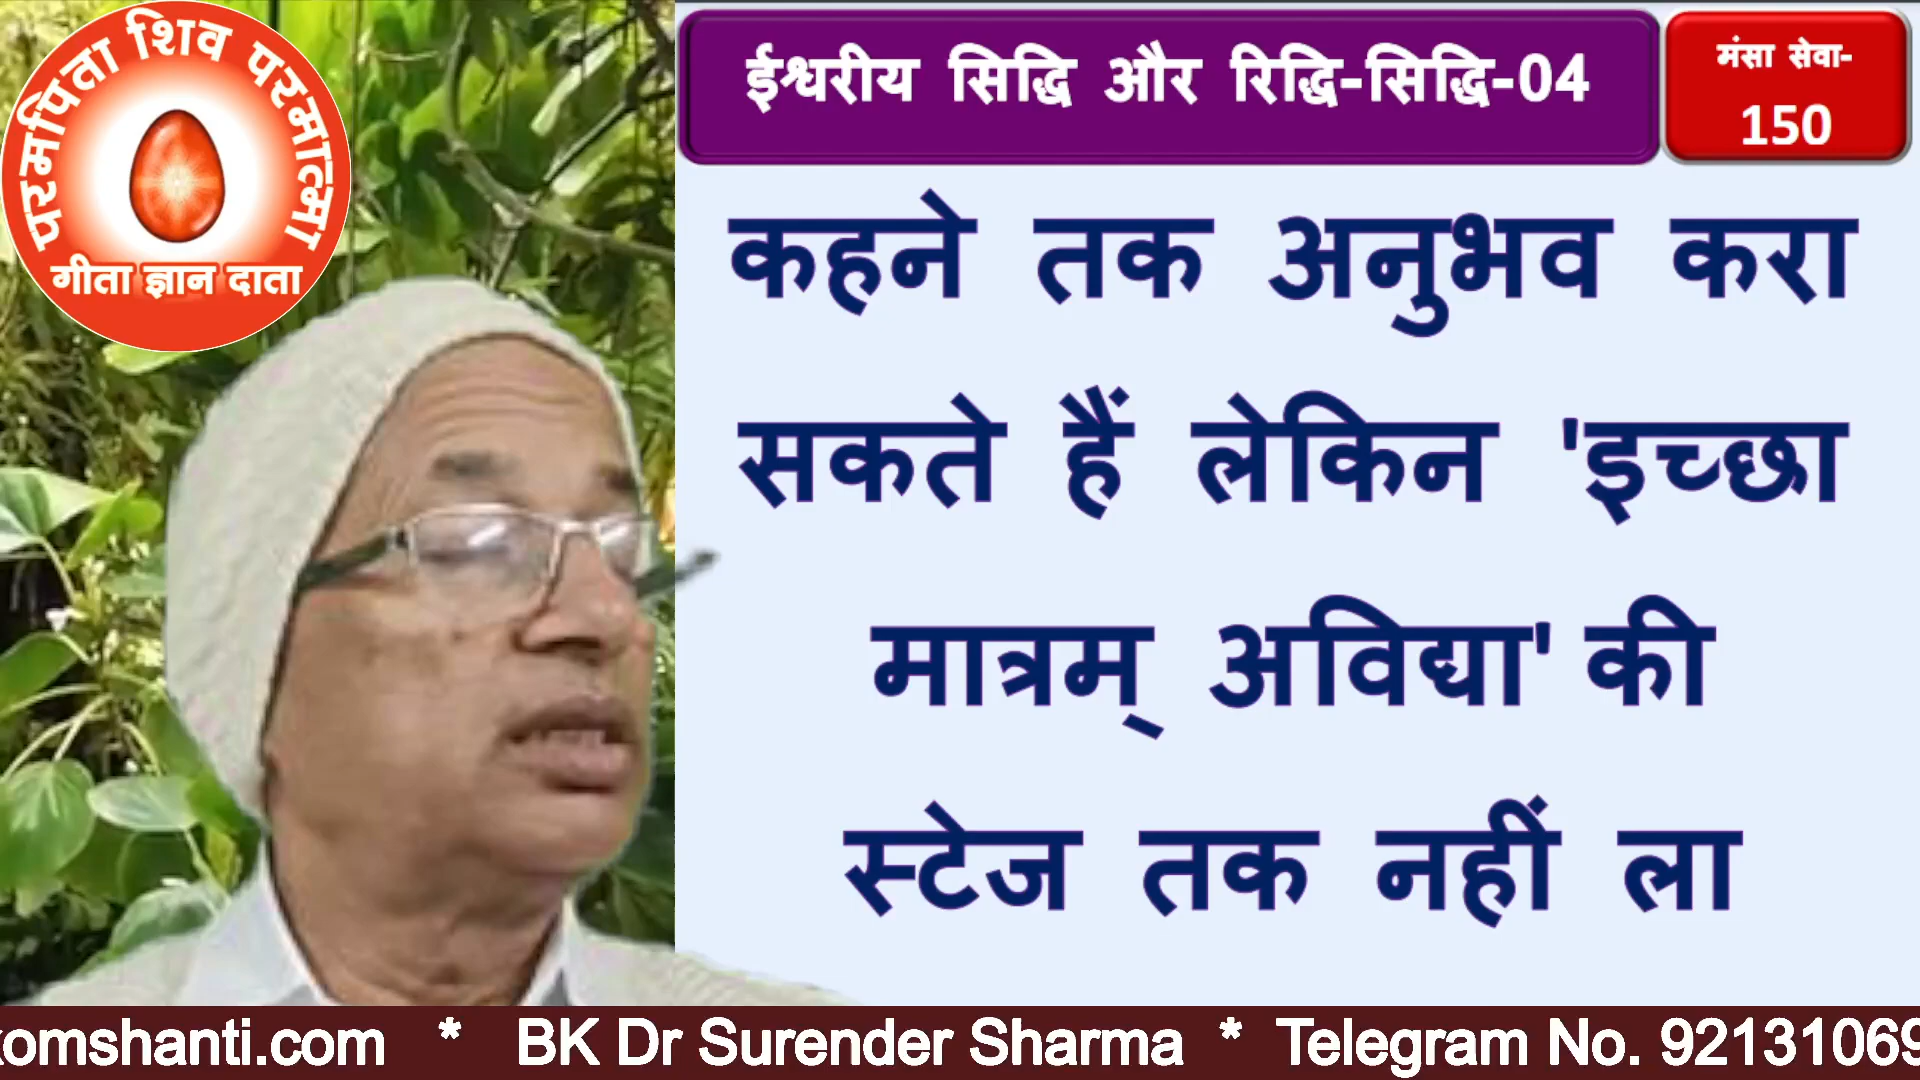 परमपिता शिव परमात्मा
गीता ज्ञान दाता
ईश्वरीय सिद्धि और रिद्धि-सिद्धि-04
मंसा सेवा-
150
कहने तक अनुभव करा
सकते हैं लेकिन 'इच्छा
मात्रम् अविद्या' की
स्टेज तक नहीं ला
omshanti.com * BK Dr Surender Sharma * Telegram No. 9213106